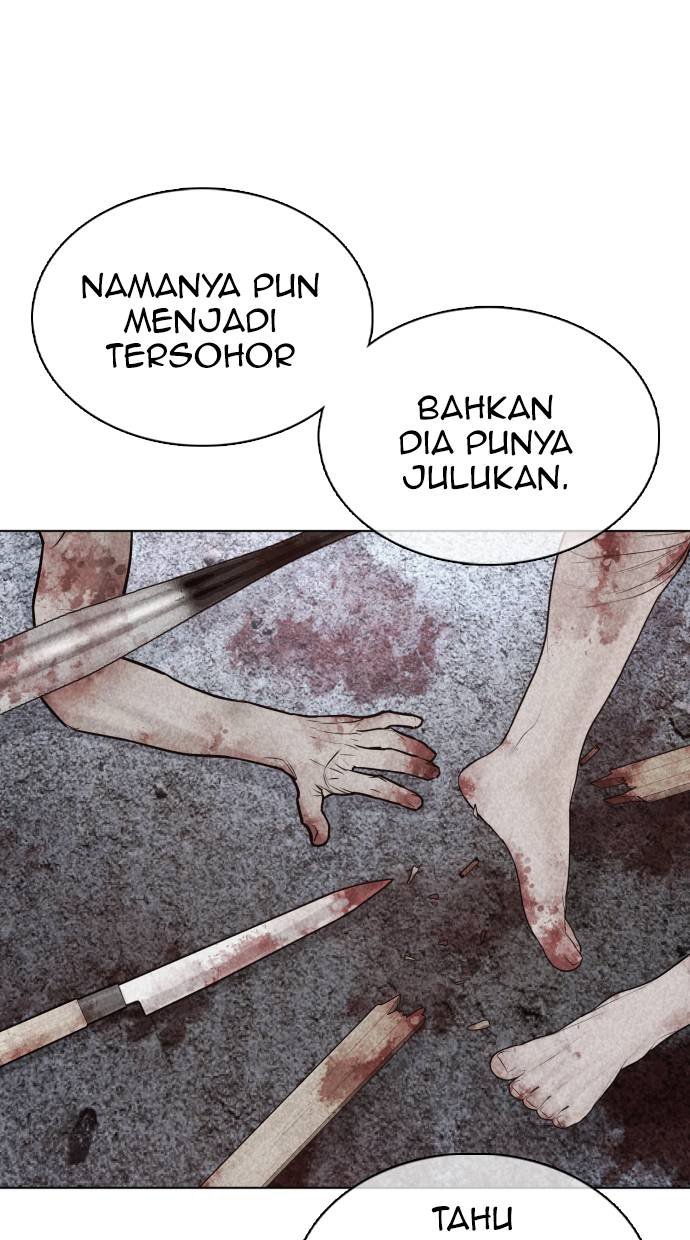 NAMANYA PUN
MENJADI
TERSOHOR
BAHKAN
DIA PUNYA
JULUKAN.
TAHU